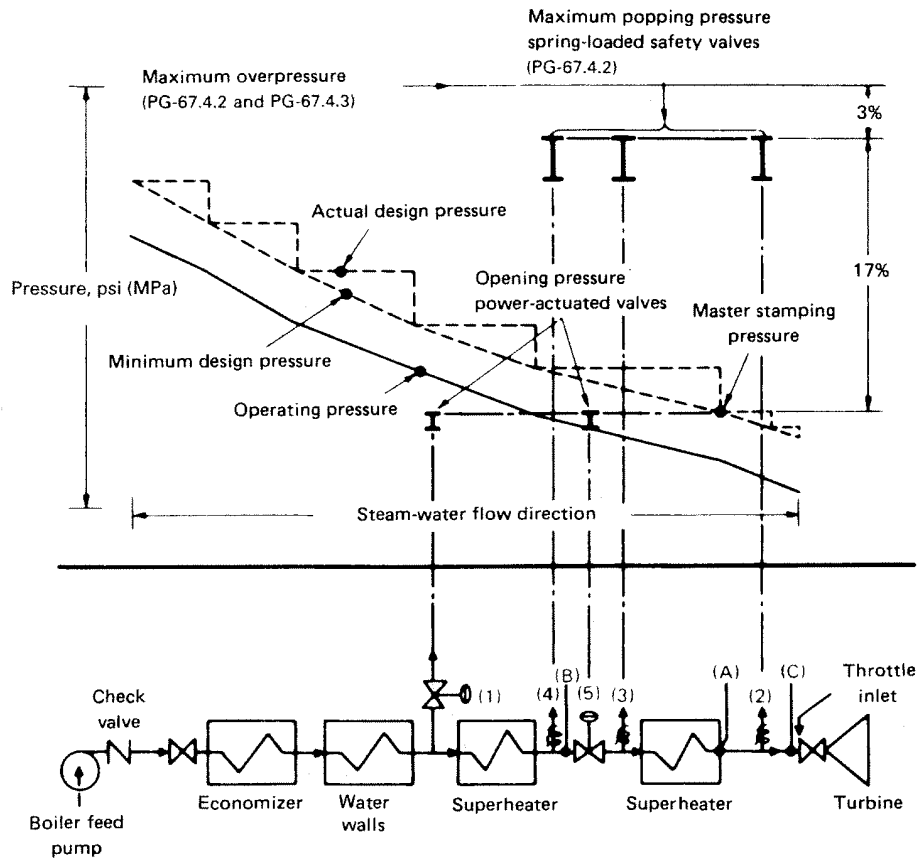 Maximum popping pressure
spring-loaded safety valves
(PG-67.4.2)
Maximum overpressure
(PG-67.4.2 and PG-67.4.3)
3%
Actual design pressure
17%
Pressure, psi (MPa)
Opening pressure
power-actuated valves
Master stamping
pressure
Minimum design pressure
Operating pressure
Steam-water flow direction
(1)
(4)
(B)
(5)
(3)
(A)
(2)
(C)
Throttle
inlet
Check
valve
Economizer
Water
walls
Superheater
Superheater
Turbine
Boiler feed
pump